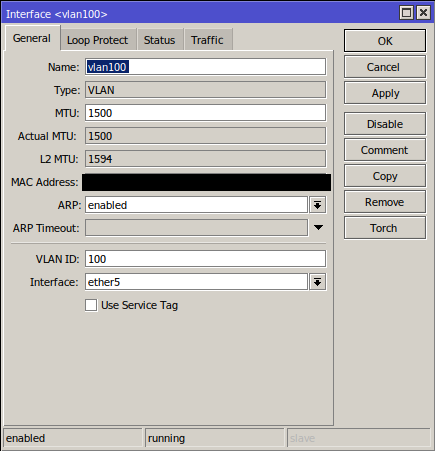 Interface <vlan100>
General Loop Protect Status Traffic
Name: vlan100
Type: VLAN
MTU: 1500
Actual MTU: 1500
L2 MTU: 1594
MAC Address:
ARP: enabled
ARP Timeout:
VLAN ID: 100
Interface: ether5
Use Service Tag
OK
Cancel
Apply
Disable
Comment
Copy
Remove
Torch
enabled running slave